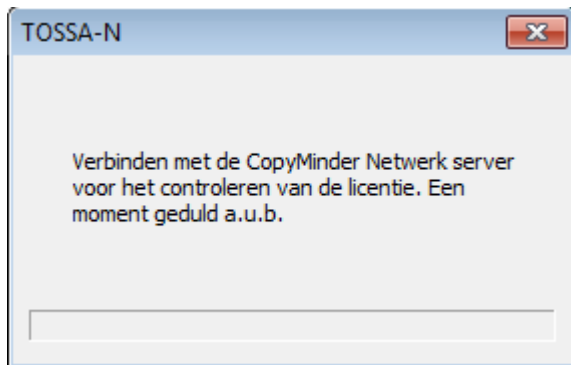 TOSSA-N
Verbinden met de CopyMinder Netwerk server
voor het controleren van de licentie. Een
moment geduld a.u.b.